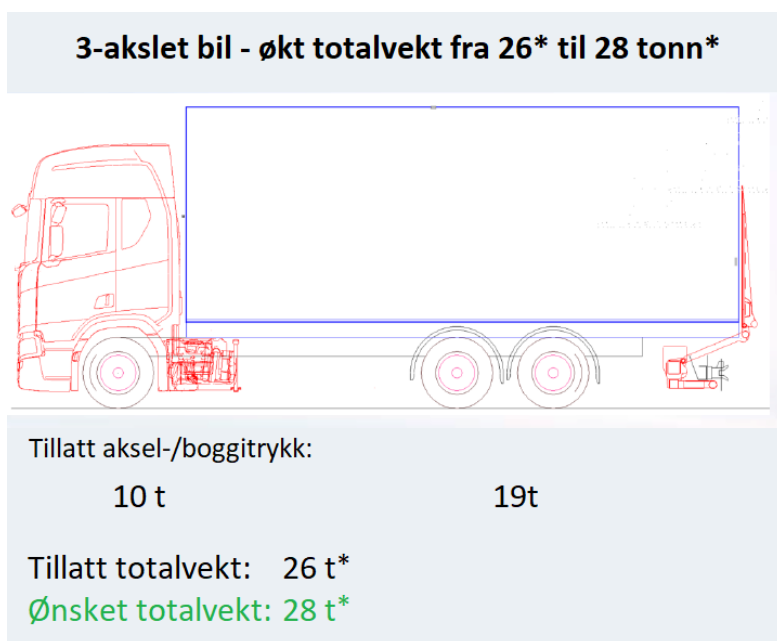 3-akslet bil - økt totalvekt fra 26* til 28 tonn*
Tillatt aksel-/boggitrykk:
10 t 19t
Tillatt totalvekt: 26 t*
Ønsket totalvekt: 28 t*